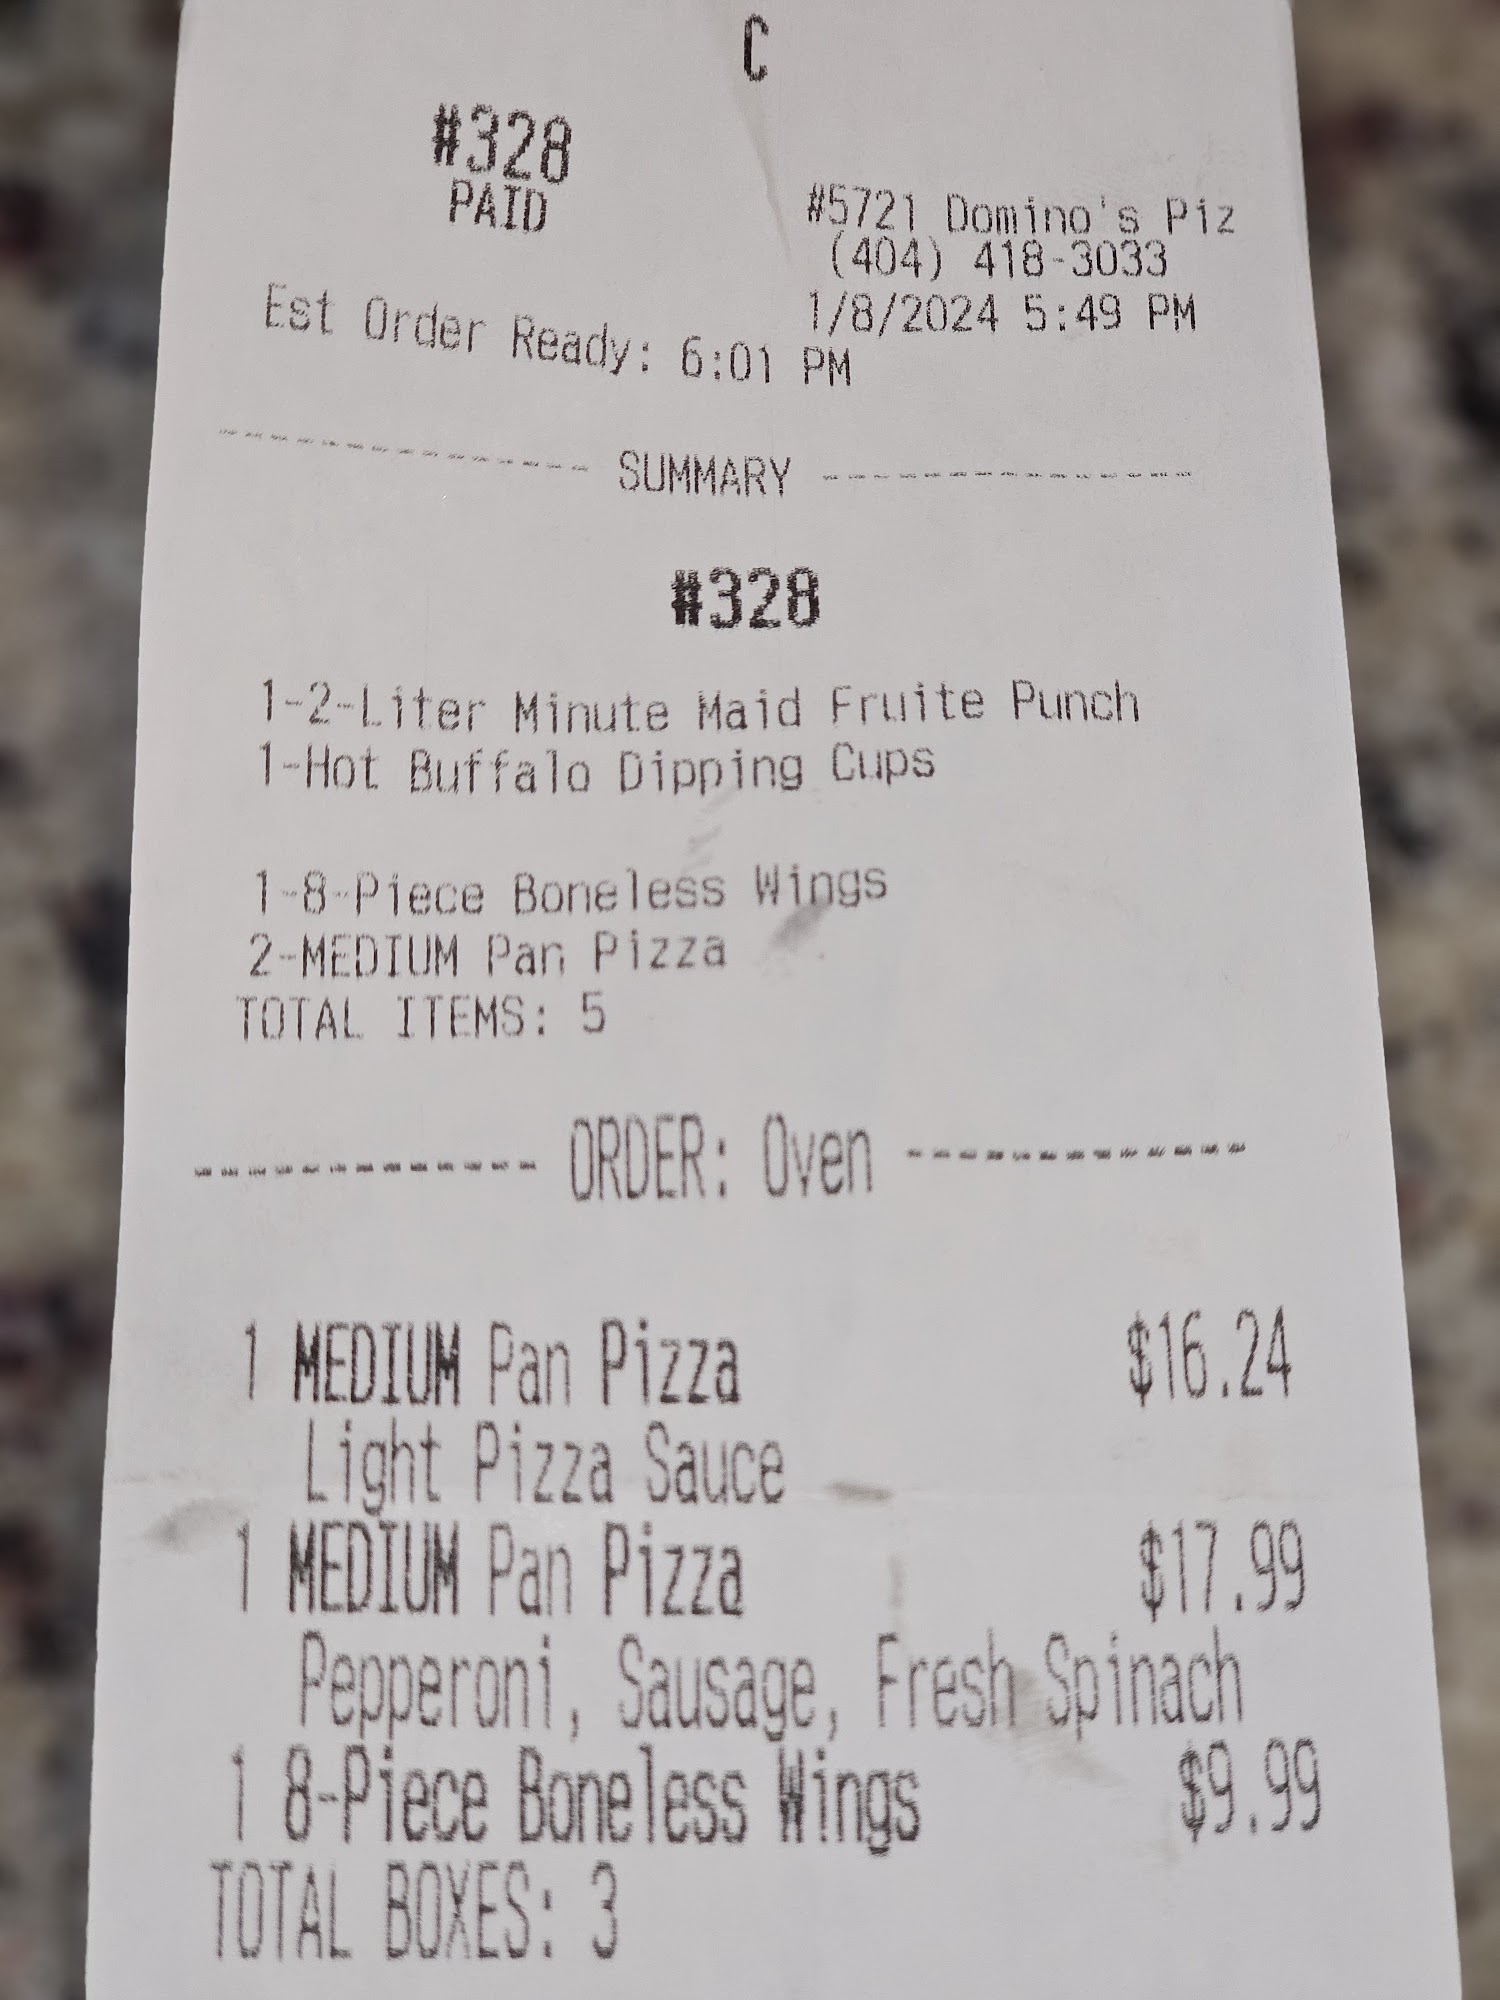 C
#328
PAID
#5721 Domino's Piz
(404) 418-3033
1/8/2024 5:49 PM
Est Order Ready: 6:01 PM
--------------- SUMMARY ---------------
#328
1-2-Liter Minute Maid Fruite Punch
1-Hot Buffalo Dipping Cups
1-8-Piece Boneless Wings
2-MEDIUM Pan Pizza
TOTAL ITEMS: 5
------------- ORDER: Oven -------------
1 MEDIUM Pan Pizza $16.24
Light Pizza Sauce
1 MEDIUM Pan Pizza $17.99
Pepperoni, Sausage, Fresh Spinach
1 8-Piece Boneless Wings $9.99
TOTAL BOXES: 3